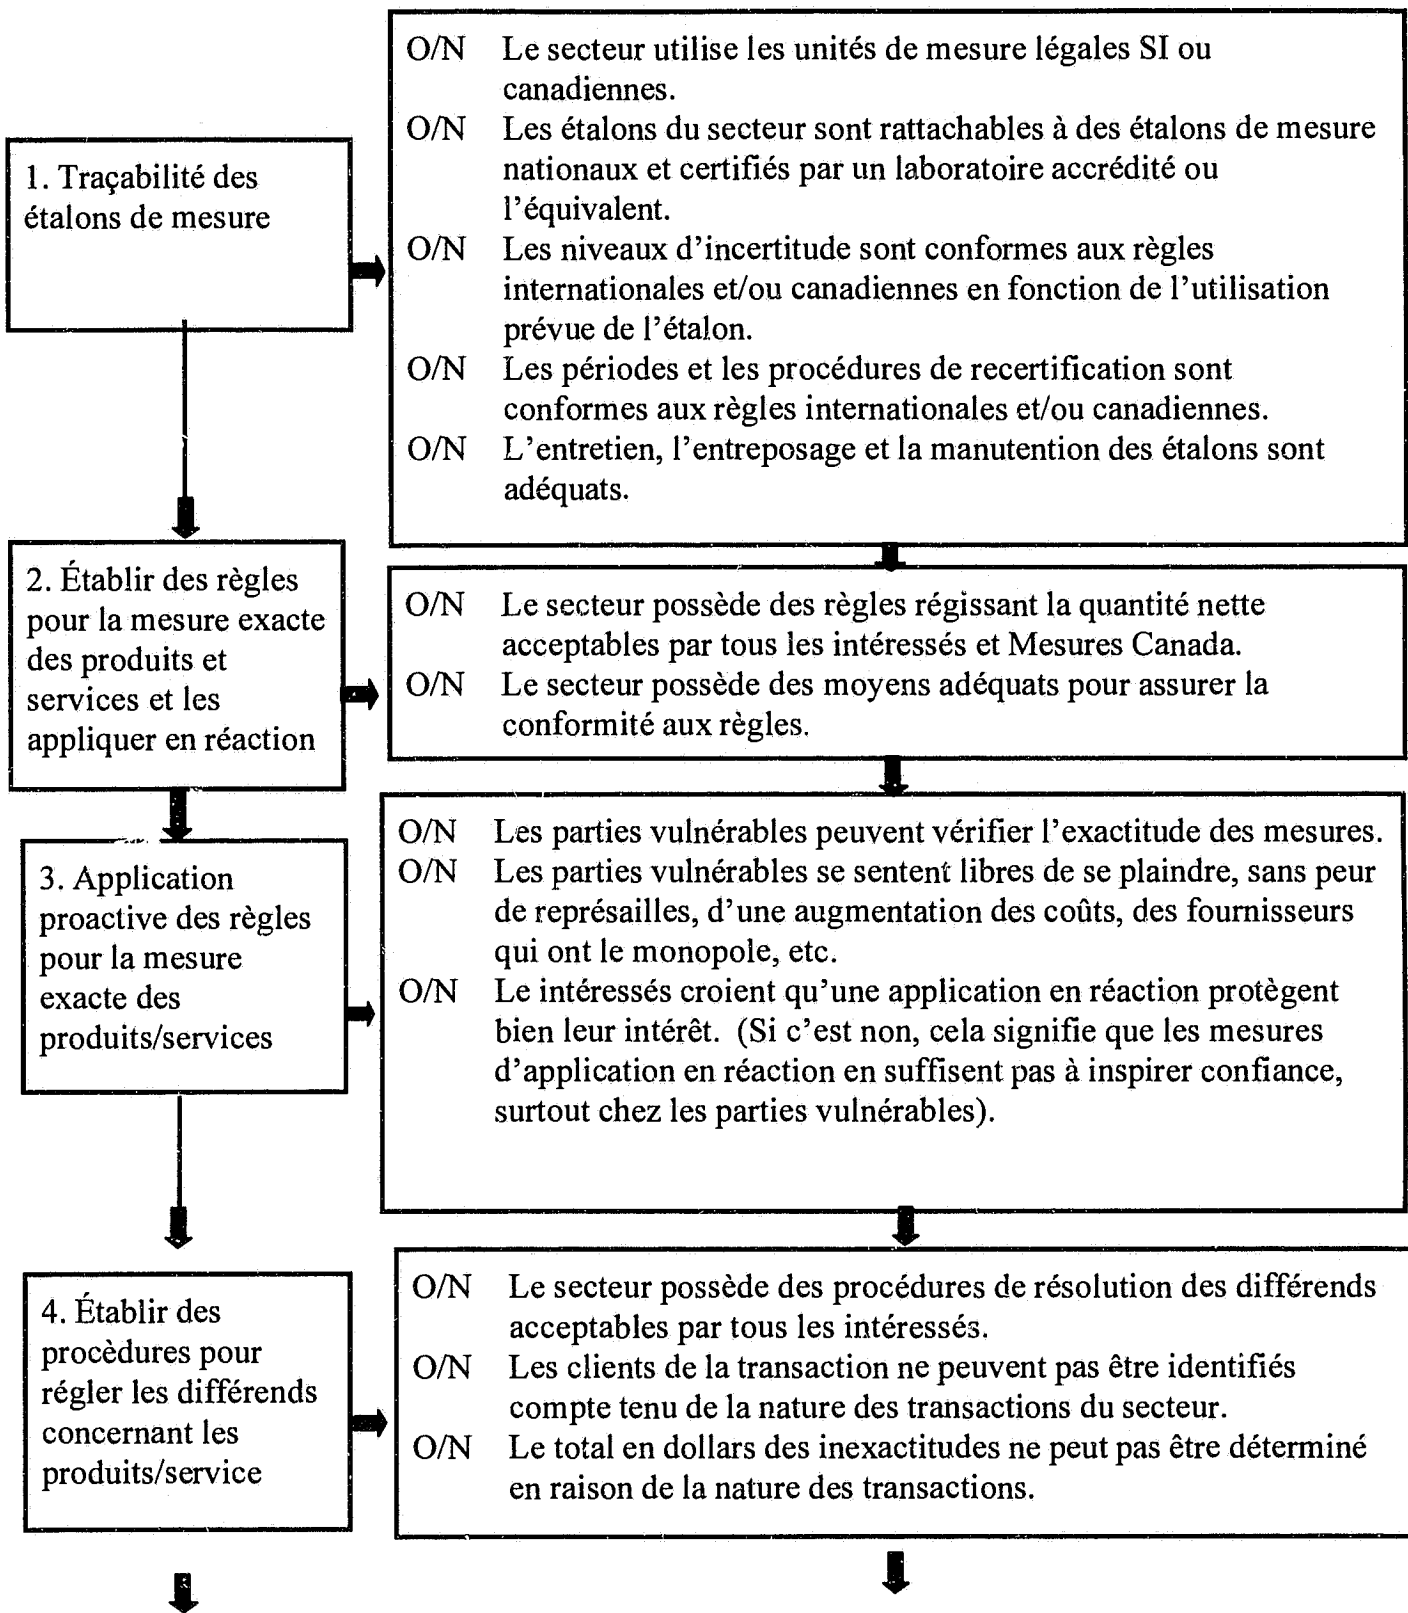 1. Traçabilité des
étalons de mesure
O/N Le secteur utilise les unités de mesure légales SI ou
canadiennes.
O/N Les étalons du secteur sont rattachables à des étalons de mesure
nationaux et certifiés par un laboratoire accrédité ou
l'équivalent.
O/N Les niveaux d'incertitude sont conformes aux règles
internationales et/ou canadiennes en fonction de l'utilisation
prévue de l'étalon.
O/N Les périodes et les procédures de recertification sont
conformes aux règles internationales et/ou canadiennes.
O/N L'entretien, l'entreposage et la manutention des étalons sont
adéquats.
2. Établir des règles
pour la mesure exacte
des produits et
services et les
appliquer en réaction
O/N Le secteur possède des règles régissant la quantité nette
acceptables par tous les intéressés et Mesures Canada.
O/N Le secteur possède des moyens adéquats pour assurer la
conformité aux règles.
3. Application
proactive des règles
pour la mesure
exacte des
produits/services
O/N Les parties vulnérables peuvent vérifier l'exactitude des mesures.
O/N Les parties vulnérables se sentent libres de se plaindre, sans peur
de représailles, d'une augmentation des coûts, des fournisseurs
qui ont le monopole, etc.
O/N Le intéressés croient qu'une application en réaction protègent
bien leur intérêt. (Si c'est non, cela signifie que les mesures
d'application en réaction en suffisent pas à inspirer confiance,
surtout chez les parties vulnérables).
4. Établir des
procèdures pour
régler les différends
concernant les
produits/service
O/N Le secteur possède des procédures de résolution des différends
acceptables par tous les intéressés.
O/N Les clients de la transaction ne peuvent pas être identifiés
compte tenu de la nature des transactions du secteur.
O/N Le total en dollars des inexactitudes ne peut pas être déterminé
en raison de la nature des transactions.